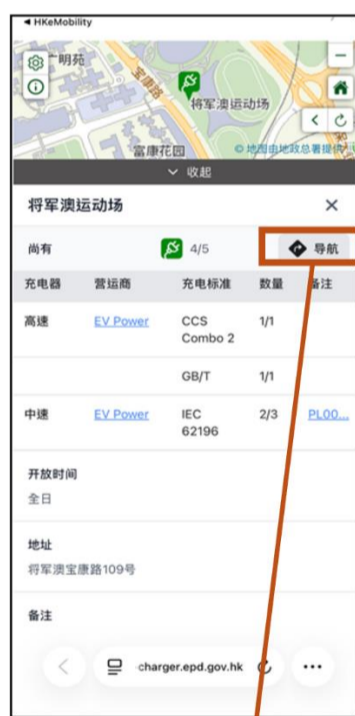 ◀ HKeMobility
明苑
宝康路
将军澳运动场
富康花园
© 地图由地政总署提供
收起
将军澳运动场
尚有 4/5 导航
充电器 营运商 充电标准 数量 备注
高速 EV Power CCS Combo 2 1/1
GB/T 1/1
中速 EV Power IEC 62196 2/3 PL00...
开放时间
全日
地址
将军澳宝康路109号
备注
charger.epd.gov.hk